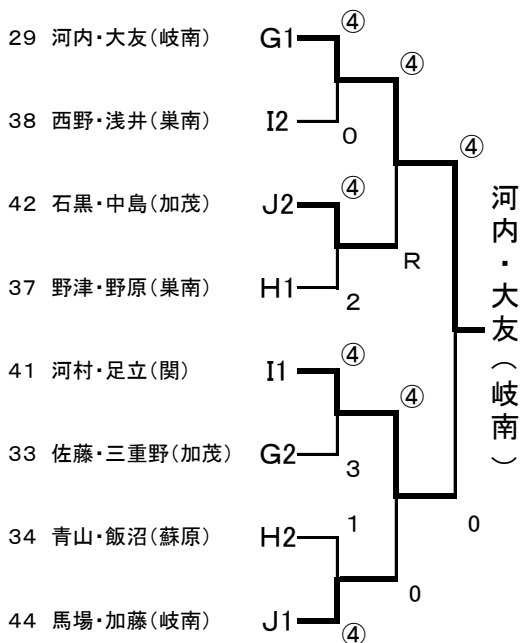 29 河内・大友(岐南) G1 ④
④
38 西野・浅井(巣南) I2 0
④
42 石黒・中島(加茂) J2 ④
R
37 野津・野原(巣南) H1 2
河内・大友(岐南)
41 河村・足立(関) I1 ④
④
33 佐藤・三重野(加茂) G2 3
0
34 青山・飯沼(蘇原) H2 1
0
44 馬場・加藤(岐南) J1 ④